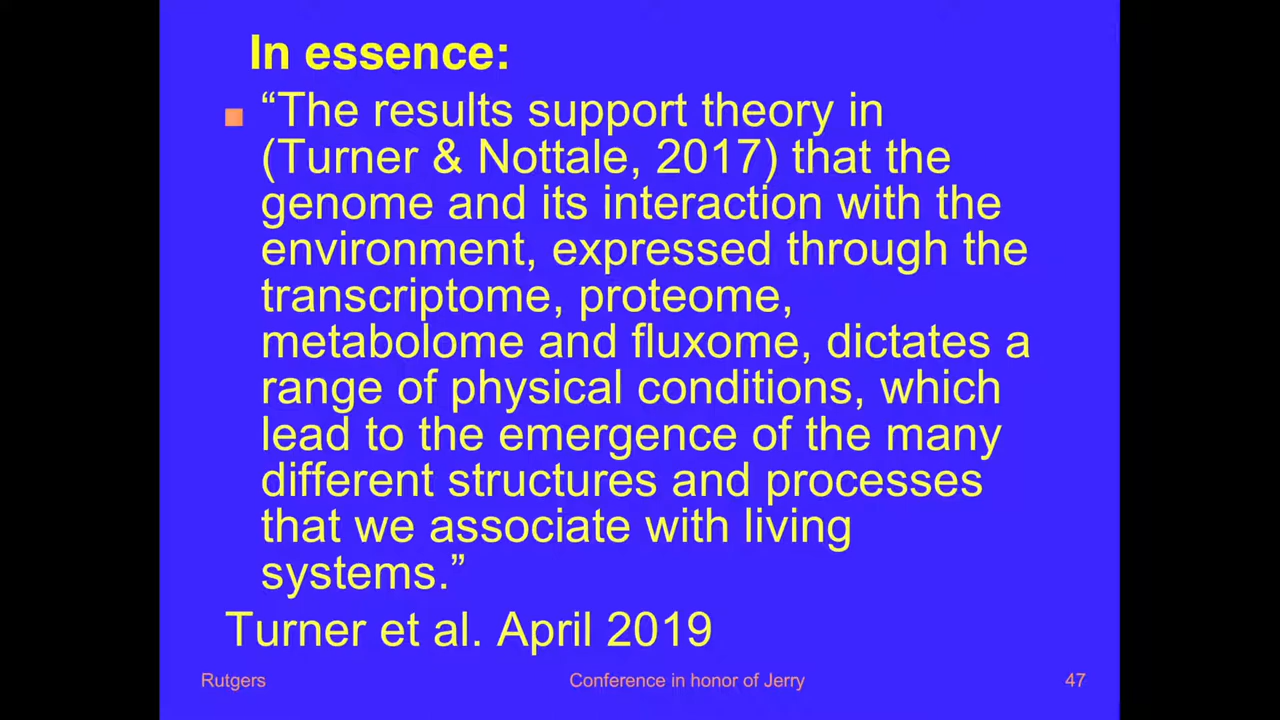 In essence:
“The results support theory in
(Turner & Nottale, 2017) that the
genome and its interaction with the
environment, expressed through the
transcriptome, proteome,
metabolome and fluxome, dictates a
range of physical conditions, which
lead to the emergence of the many
different structures and processes
that we associate with living
systems.”
Turner et al. April 2019
Rutgers Conference in honor of Jerry 47